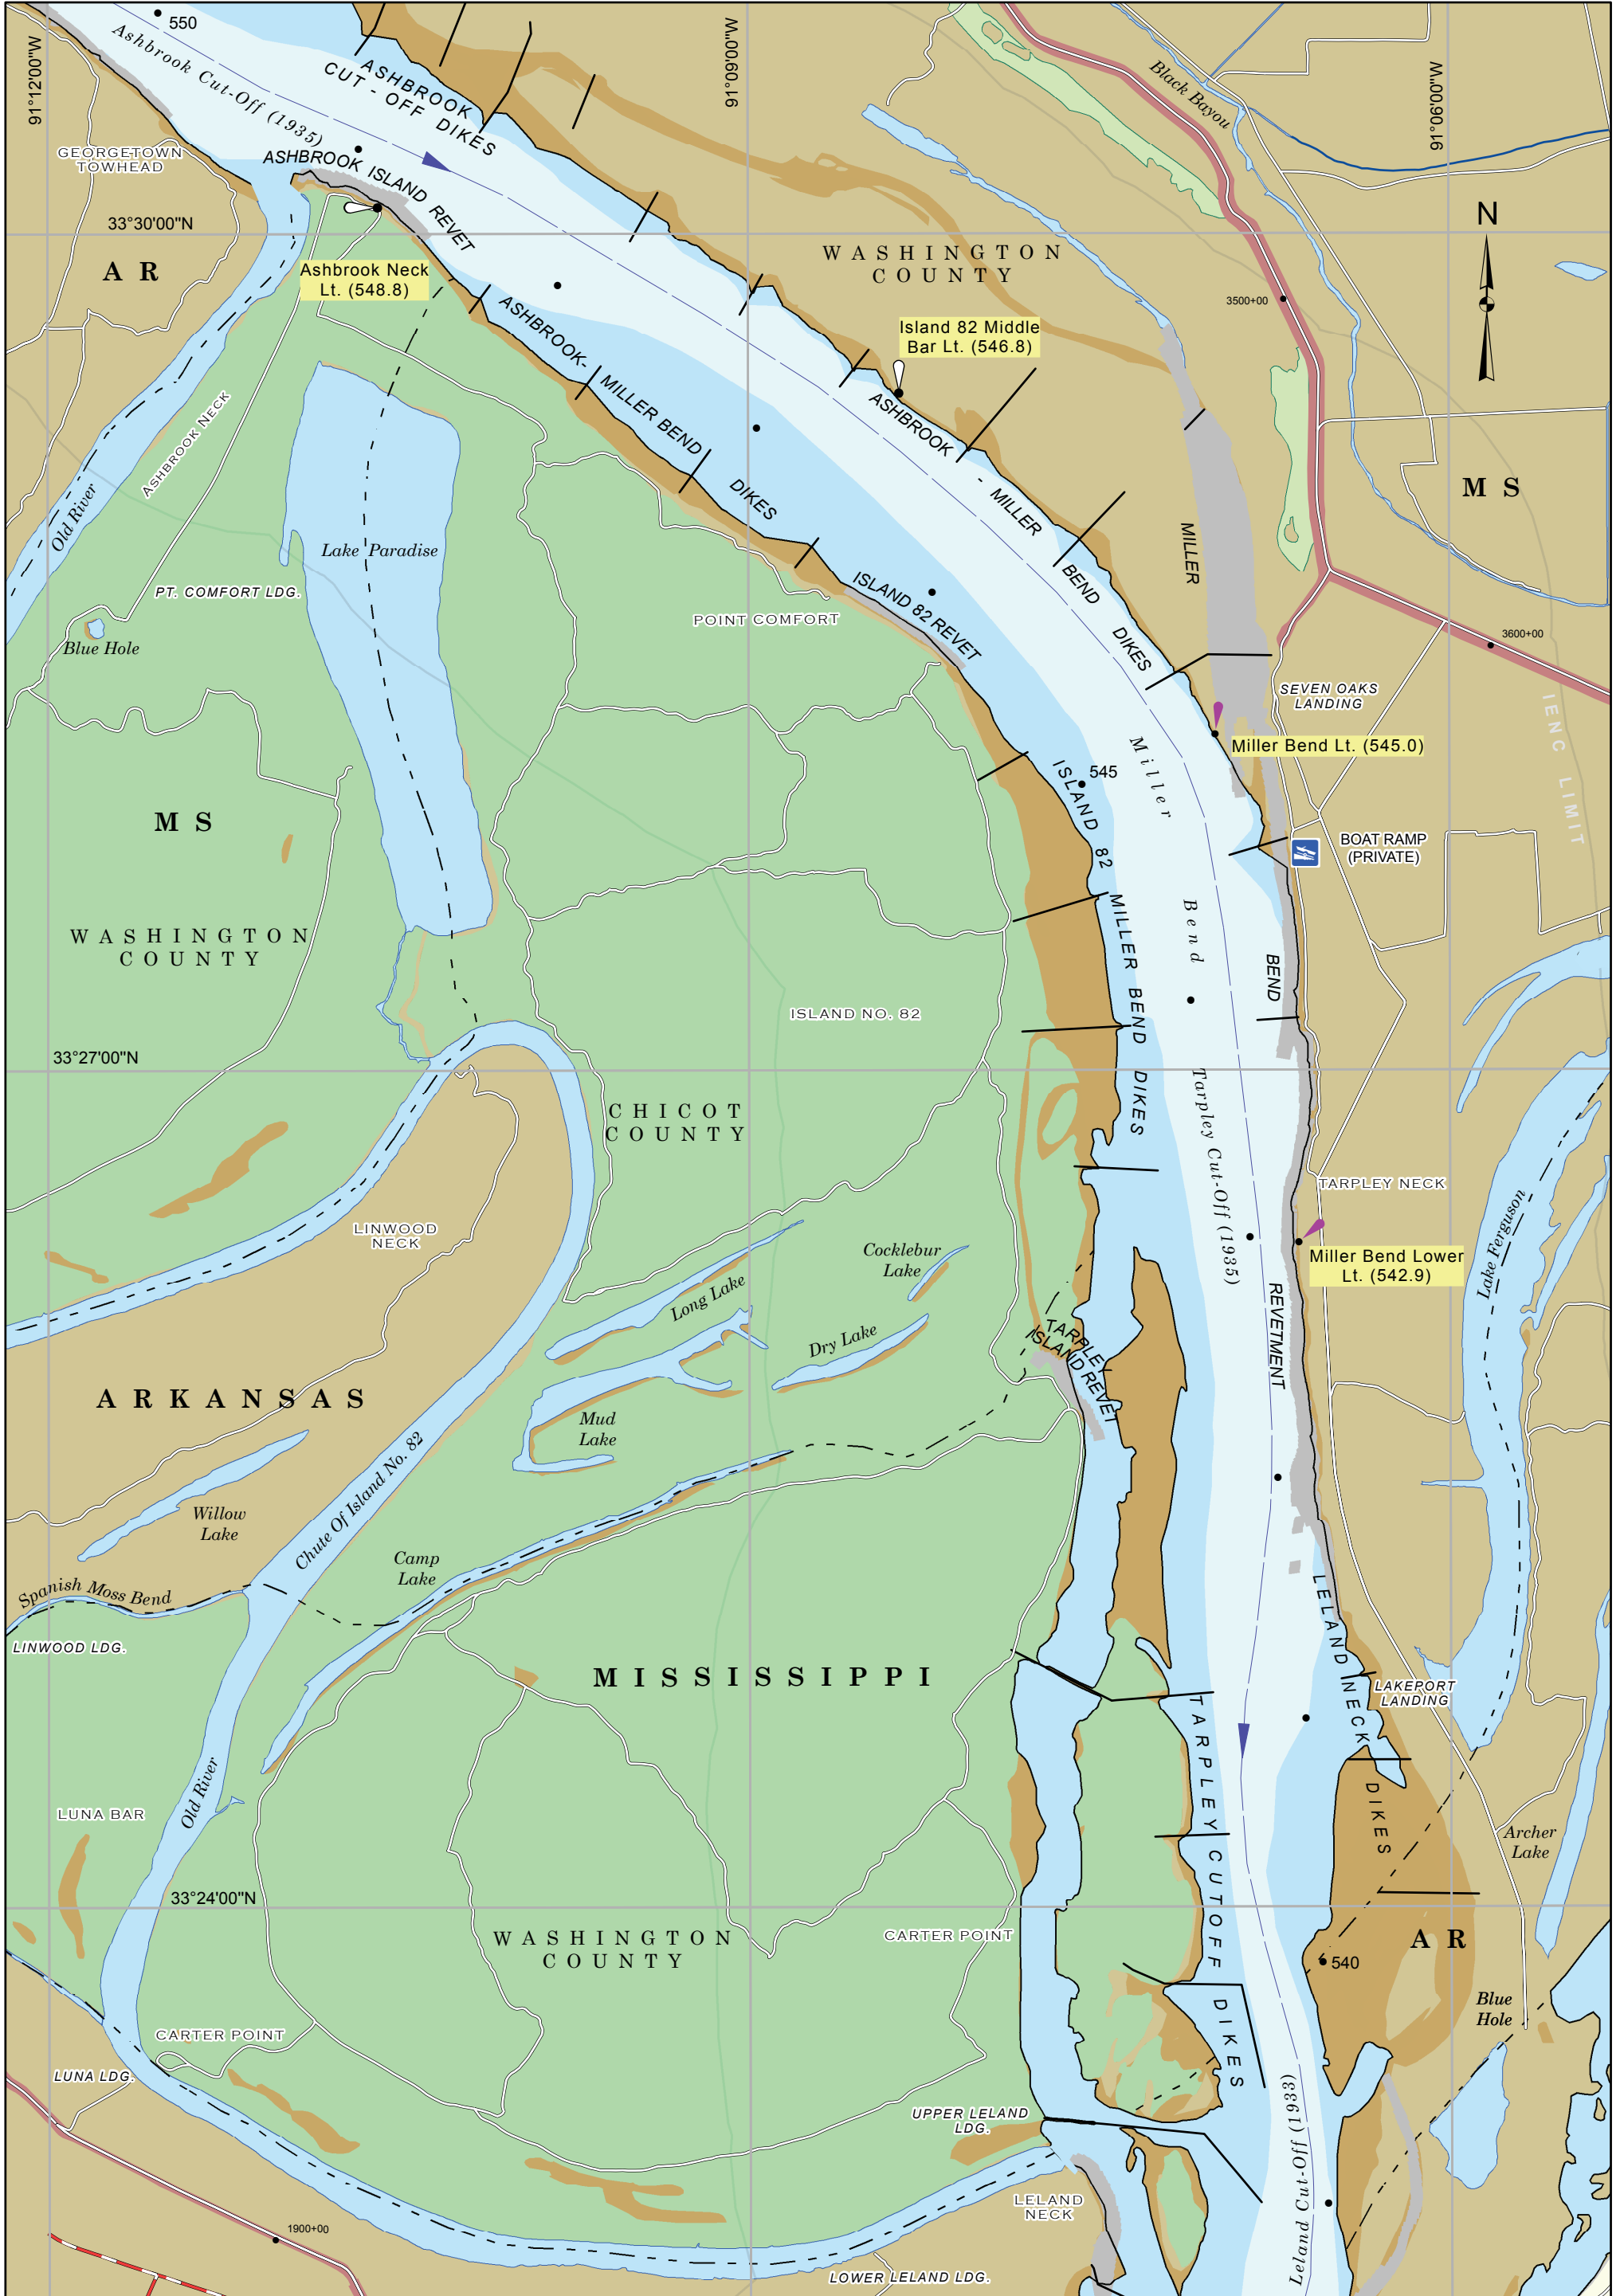 550
Ashbrook Cut-Off (1935)
ASHBROOK
CUT - OFF DIKES
91°12'0.0"W
91°09'00"W
91°06'00"W
Black Bayou
GEORGETOWN
TOWHEAD
ASHBROOK ISLAND REVET
33°30'00"N
N
A R
Ashbrook Neck
Lt. (548.8)
WASHINGTON
COUNTY
3500+00
Island 82 Middle
Bar Lt. (546.8)
ASHBROOK-
MILLER BEND
DIKES
ASHBROOK
- MILLER
BEND
DIKES
ASHBROOK NECK
Old River
M S
MILLER
Lake Paradise
PT. COMFORT LDG.
ISLAND 82 REVET
POINT COMFORT
Blue Hole
3600+00
SEVEN OAKS
LANDING
IENC LIMIT
Miller Bend Lt. (545.0)
545
Miller
Bend
ISLAND 82
MILLER BEND DIKES
M S
BOAT RAMP
(PRIVATE)
WASHINGTON
COUNTY
BEND
ISLAND NO. 82
33°27'00"N
CHICOT
COUNTY
Tarpley Cut-Off (1935)
TARPLEY NECK
LINWOOD
NECK
Cocklebur
Lake
Miller Bend Lower
Lt. (542.9)
Lake Ferguson
Long Lake
Dry Lake
TARPLEY
ISLAND REVET
REVETMENT
ARKANSAS
Mud
Lake
Chute Of Island No. 82
Willow
Lake
Camp
Lake
Spanish Moss Bend
LINWOOD LDG.
LELAND NECK
DIKES
MISSISSIPPI
LAKEPORT
LANDING
TARPLEY CUTOFF DIKES
Old River
LUNA BAR
Archer
Lake
33°24'00"N
WASHINGTON
COUNTY
CARTER POINT
A R
540
Blue
Hole
CARTER POINT
LUNA LDG.
UPPER LELAND
LDG.
Leland Cut-Off (1933)
LELAND
NECK
1900+00
LOWER LELAND LDG.